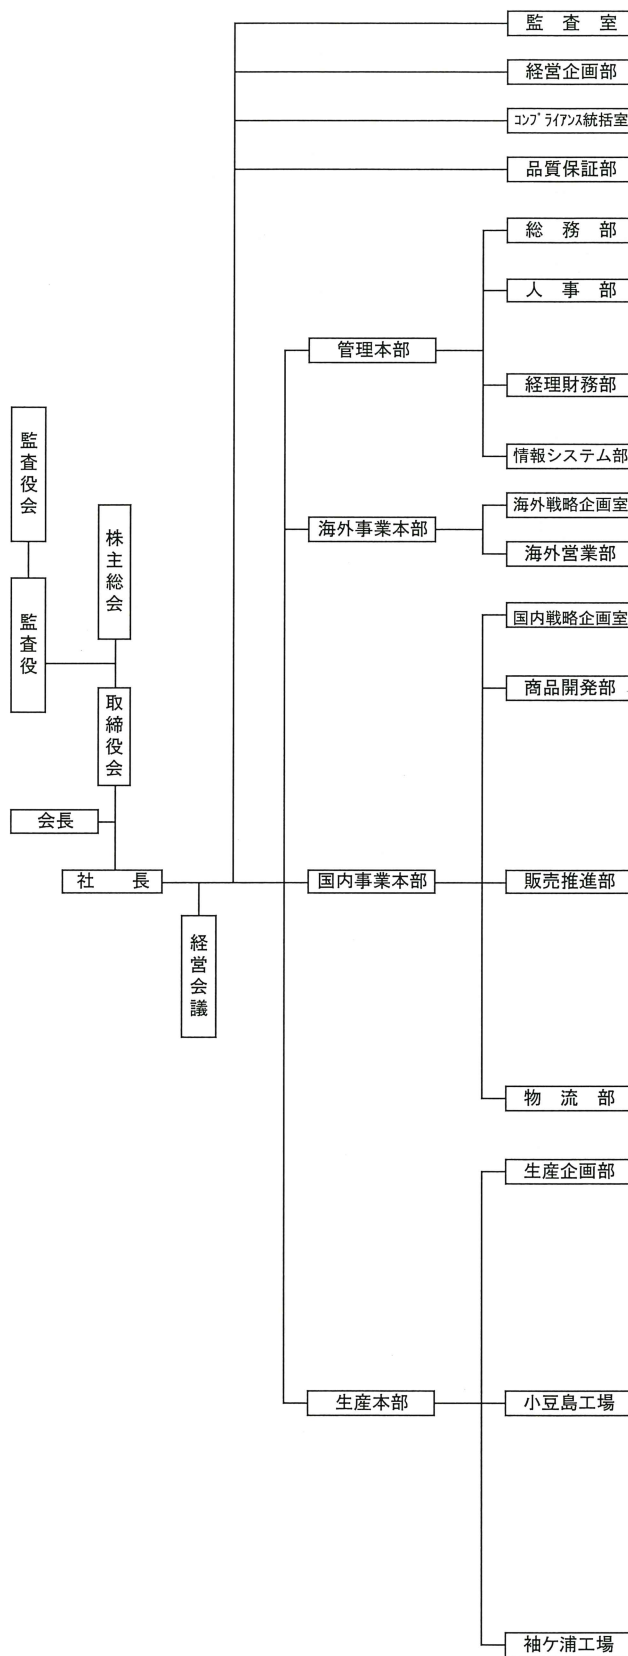 監査室
経営企画部
コンプライアンス統括室
品質保証部
総務部
人事部
管理本部
経理財務部
情報システム部
監査役会
株主総会
海外戦略企画室
海外事業本部
海外営業部
監査役
国内戦略企画室
商品開発部
取締役会
会長
社長
国内事業本部
販売推進部
経営会議
物流部
生産企画部
生産本部
小豆島工場
袖ケ浦工場